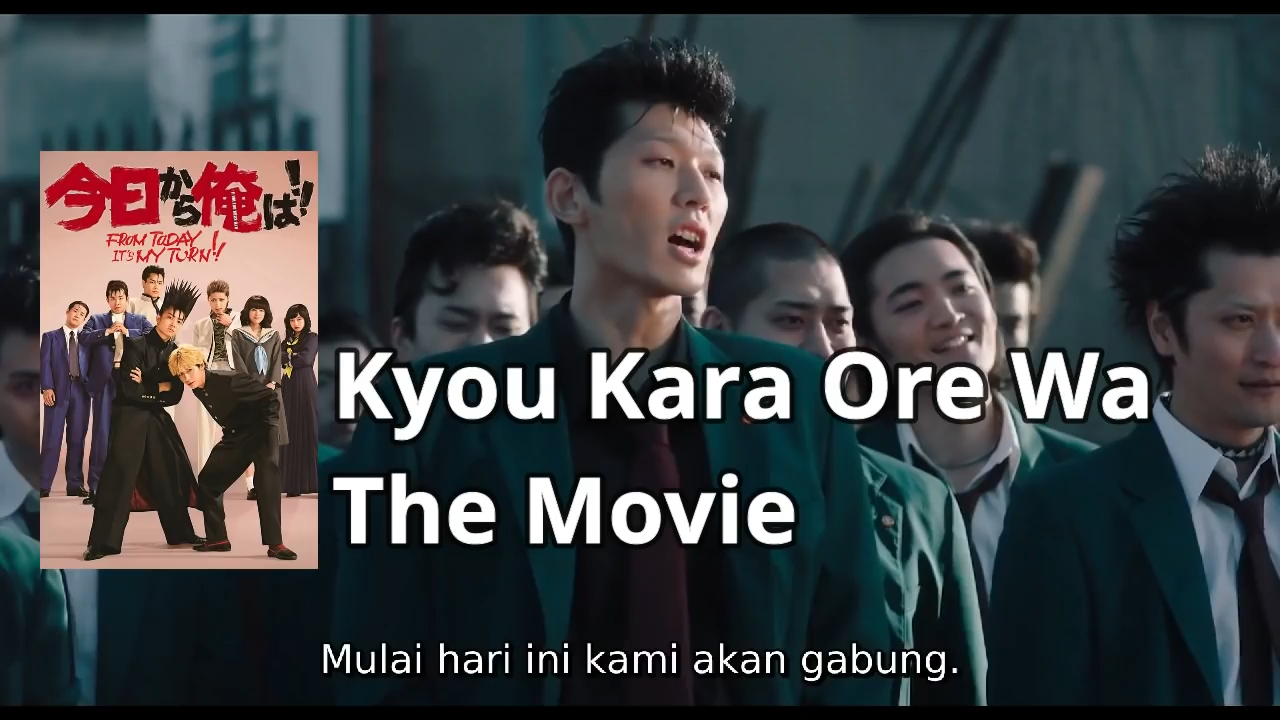 今日から俺は!!
FROM TODAY
IT'S MY TURN!!
Kyou Kara Ore Wa
The Movie
Mulai hari ini kami akan gabung.